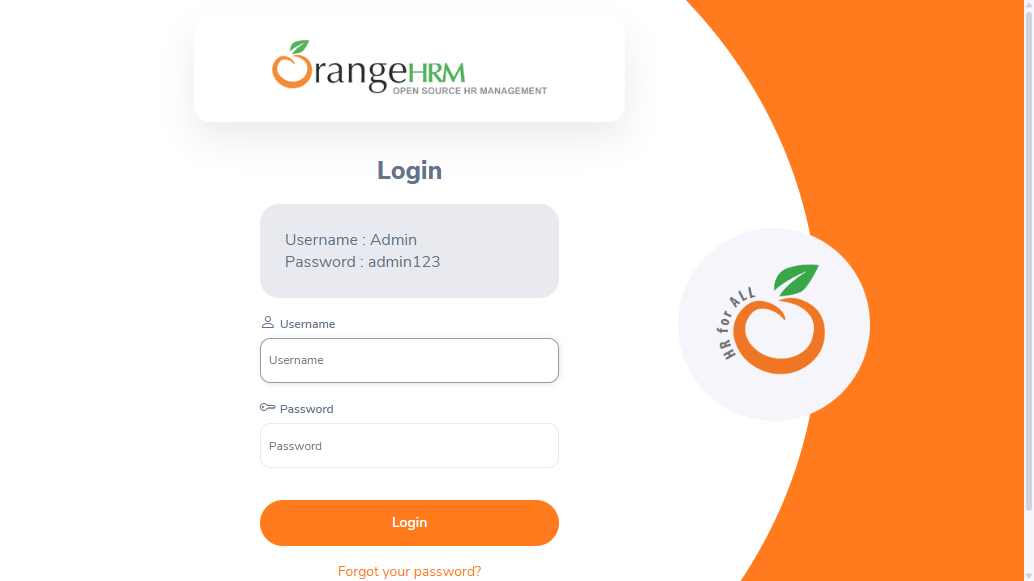 OrangeHRM
OPEN SOURCE HR MANAGEMENT
Login
Username : Admin
Password : admin123
Username
Username
Password
Password
Login
Forgot your password?
HR for ALL